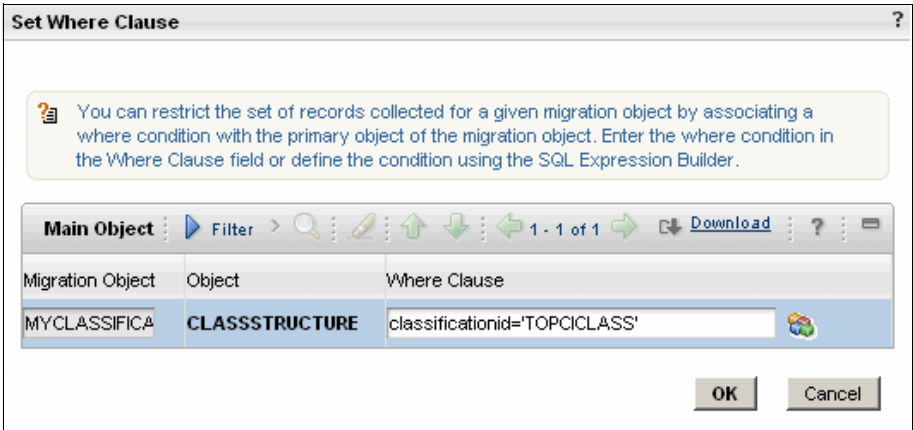 Set Where Clause ?
You can restrict the set of records collected for a given migration object by associating a
where condition with the primary object of the migration object. Enter the where condition in
the Where Clause field or define the condition using the SQL Expression Builder.
Main Object Filter 1 - 1 of 1 Download ?
Migration Object Object Where Clause
MYCLASSIFICA CLASSSTRUCTURE classificationid='TOPCICLASS'
OK Cancel